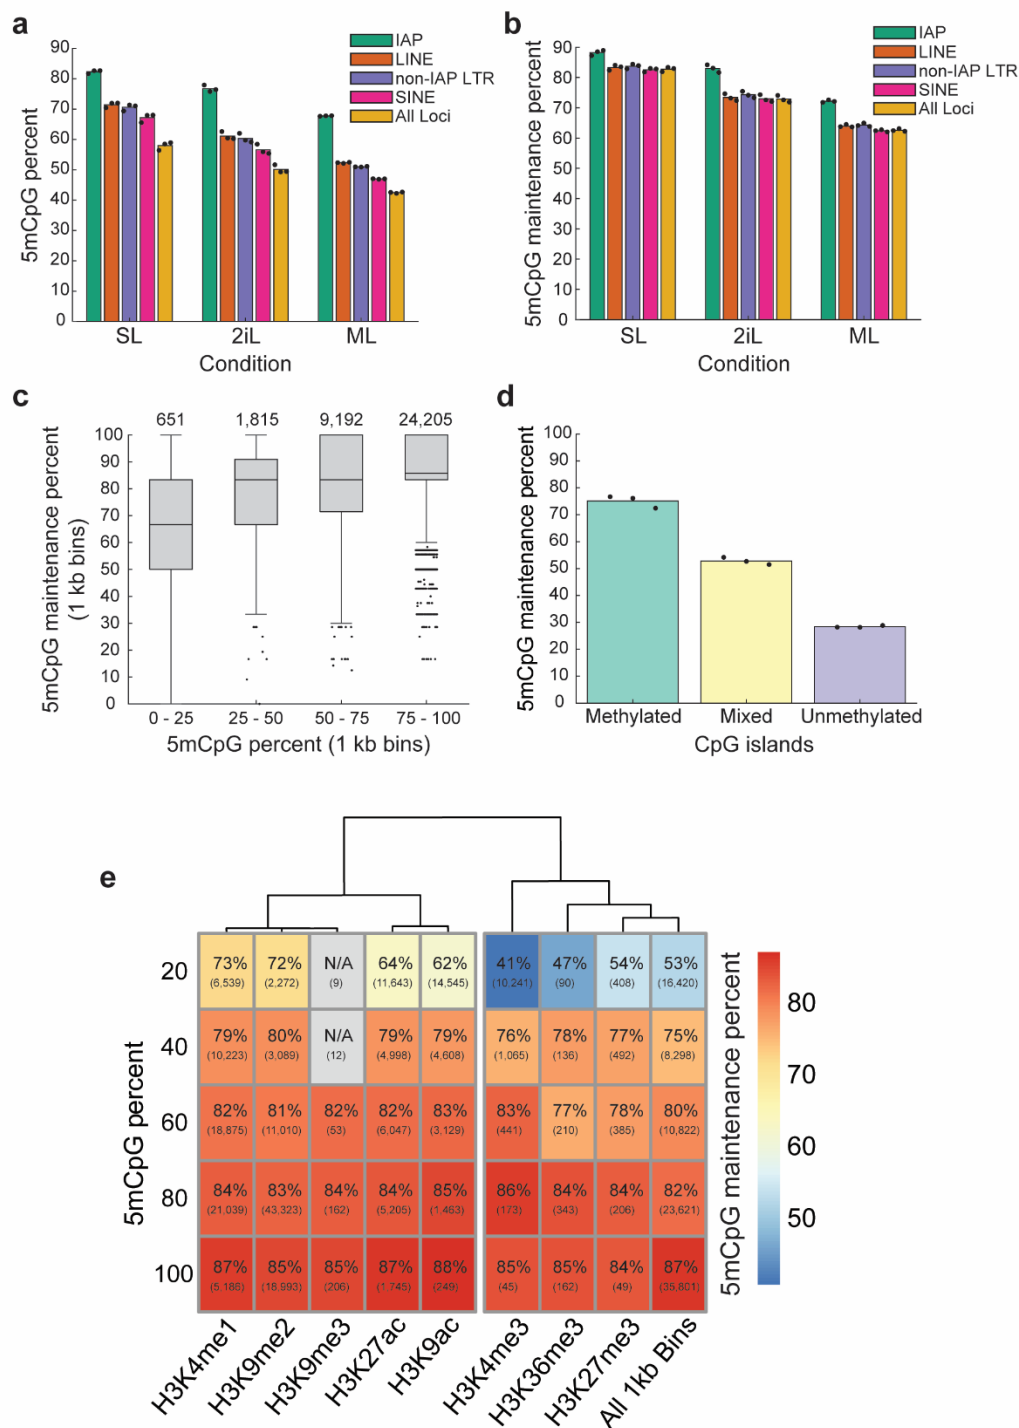 a
IAP
LINE
non-IAP LTR
SINE
All Loci
90
80
70
60
50
40
30
20
10
0
5mCpG percent
SL 2iL ML
Condition
b
IAP
LINE
non-IAP LTR
SINE
All Loci
90
80
70
60
50
40
30
20
10
0
5mCpG maintenance percent
SL 2iL ML
Condition
c
651 1,815 9,192 24,205
100
90
80
70
60
50
40
30
20
10
0
5mCpG maintenance percent
(1 kb bins)
0 - 25 25 - 50 50 - 75 75 - 100
5mCpG percent (1 kb bins)
d
100
90
80
70
60
50
40
30
20
10
0
5mCpG maintenance percent
Methylated Mixed Unmethylated
CpG islands
e
5mCpG percent
20 73% 72% N/A 64% 62% 41% 47% 54% 53%
(6,539) (2,272) (9) (11,643) (14,545) (10,241) (90) (408) (16,420)
40 79% 80% N/A 79% 79% 76% 78% 77% 75%
(10,223) (3,089) (12) (4,998) (4,608) (1,065) (136) (492) (8,298)
60 82% 81% 82% 82% 83% 83% 77% 78% 80%
(18,875) (11,010) (53) (6,047) (3,129) (441) (210) (385) (10,822)
80 84% 83% 84% 84% 85% 86% 84% 84% 82%
(21,039) (43,323) (162) (5,205) (1,463) (173) (343) (206) (23,621)
100 87% 85% 85% 87% 88% 85% 85% 84% 87%
(5,186) (18,993) (206) (1,745) (249) (45) (162) (49) (35,801)
H3K4me1 H3K9me2 H3K9me3 H3K27ac H3K9ac H3K4me3 H3K36me3 H3K27me3 All 1kb Bins
80
70
60
50
5mCpG maintenance percent